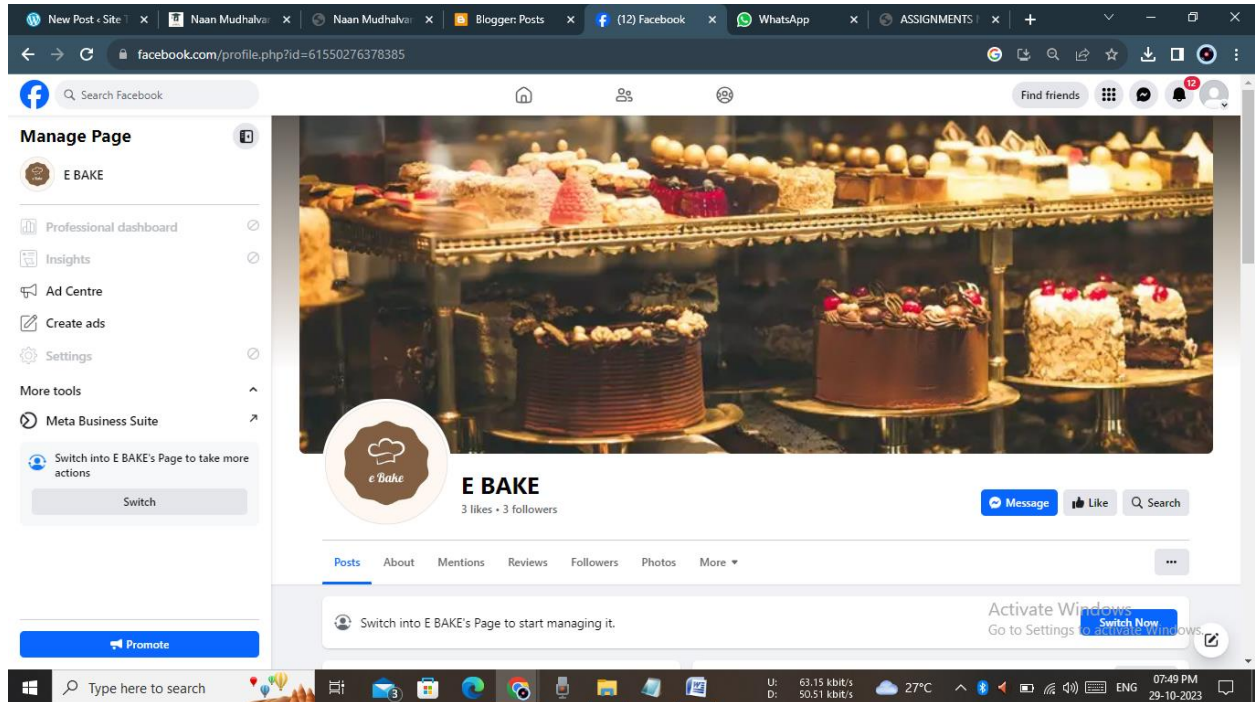 New Post ‹ Site T
Naan Mudhalvar
Naan Mudhalvar
Blogger: Posts
(12) Facebook
WhatsApp
ASSIGNMENTS
facebook.com/profile.php?id=61550276378385
Search Facebook
Find friends
12
Manage Page
E BAKE
Professional dashboard
Insights
Ad Centre
Create ads
Settings
More tools
Meta Business Suite
Switch into E BAKE's Page to take more
actions
Switch
Promote
e Bake
E BAKE
3 likes • 3 followers
Message
Like
Search
Posts About Mentions Reviews Followers Photos More
Switch into E BAKE's Page to start managing it.
Switch Now
Activate Windows
Go to Settings to activate Windows.
Type here to search
3
U: 63.15 kbit/s
D: 50.51 kbit/s
27°C
ENG
07:49 PM
29-10-2023